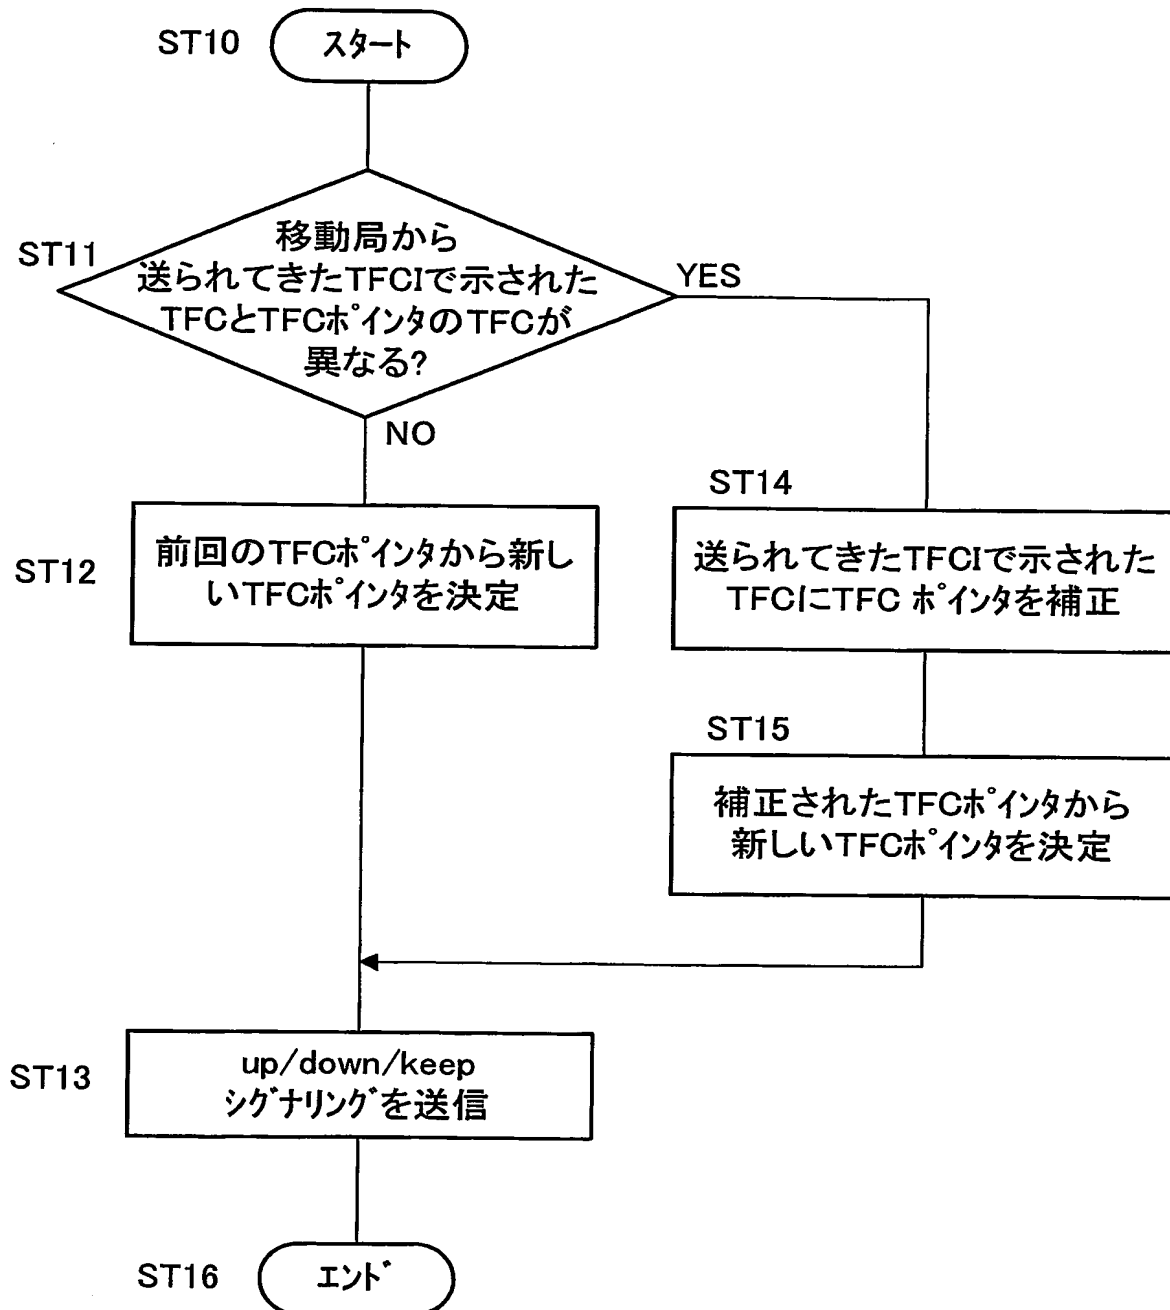 ST10
スタート
ST11
移動局から
送られてきたTFCIで示された
TFCとTFCポインタのTFCが
異なる?
YES
NO
ST12
前回のTFCポインタから新し
いTFCポインタを決定
ST14
送られてきたTFCIで示された
TFCにTFC ポインタを補正
ST15
補正されたTFCポインタから
新しいTFCポインタを決定
ST13
up/down/keep
シグナリングを送信
ST16
エンド